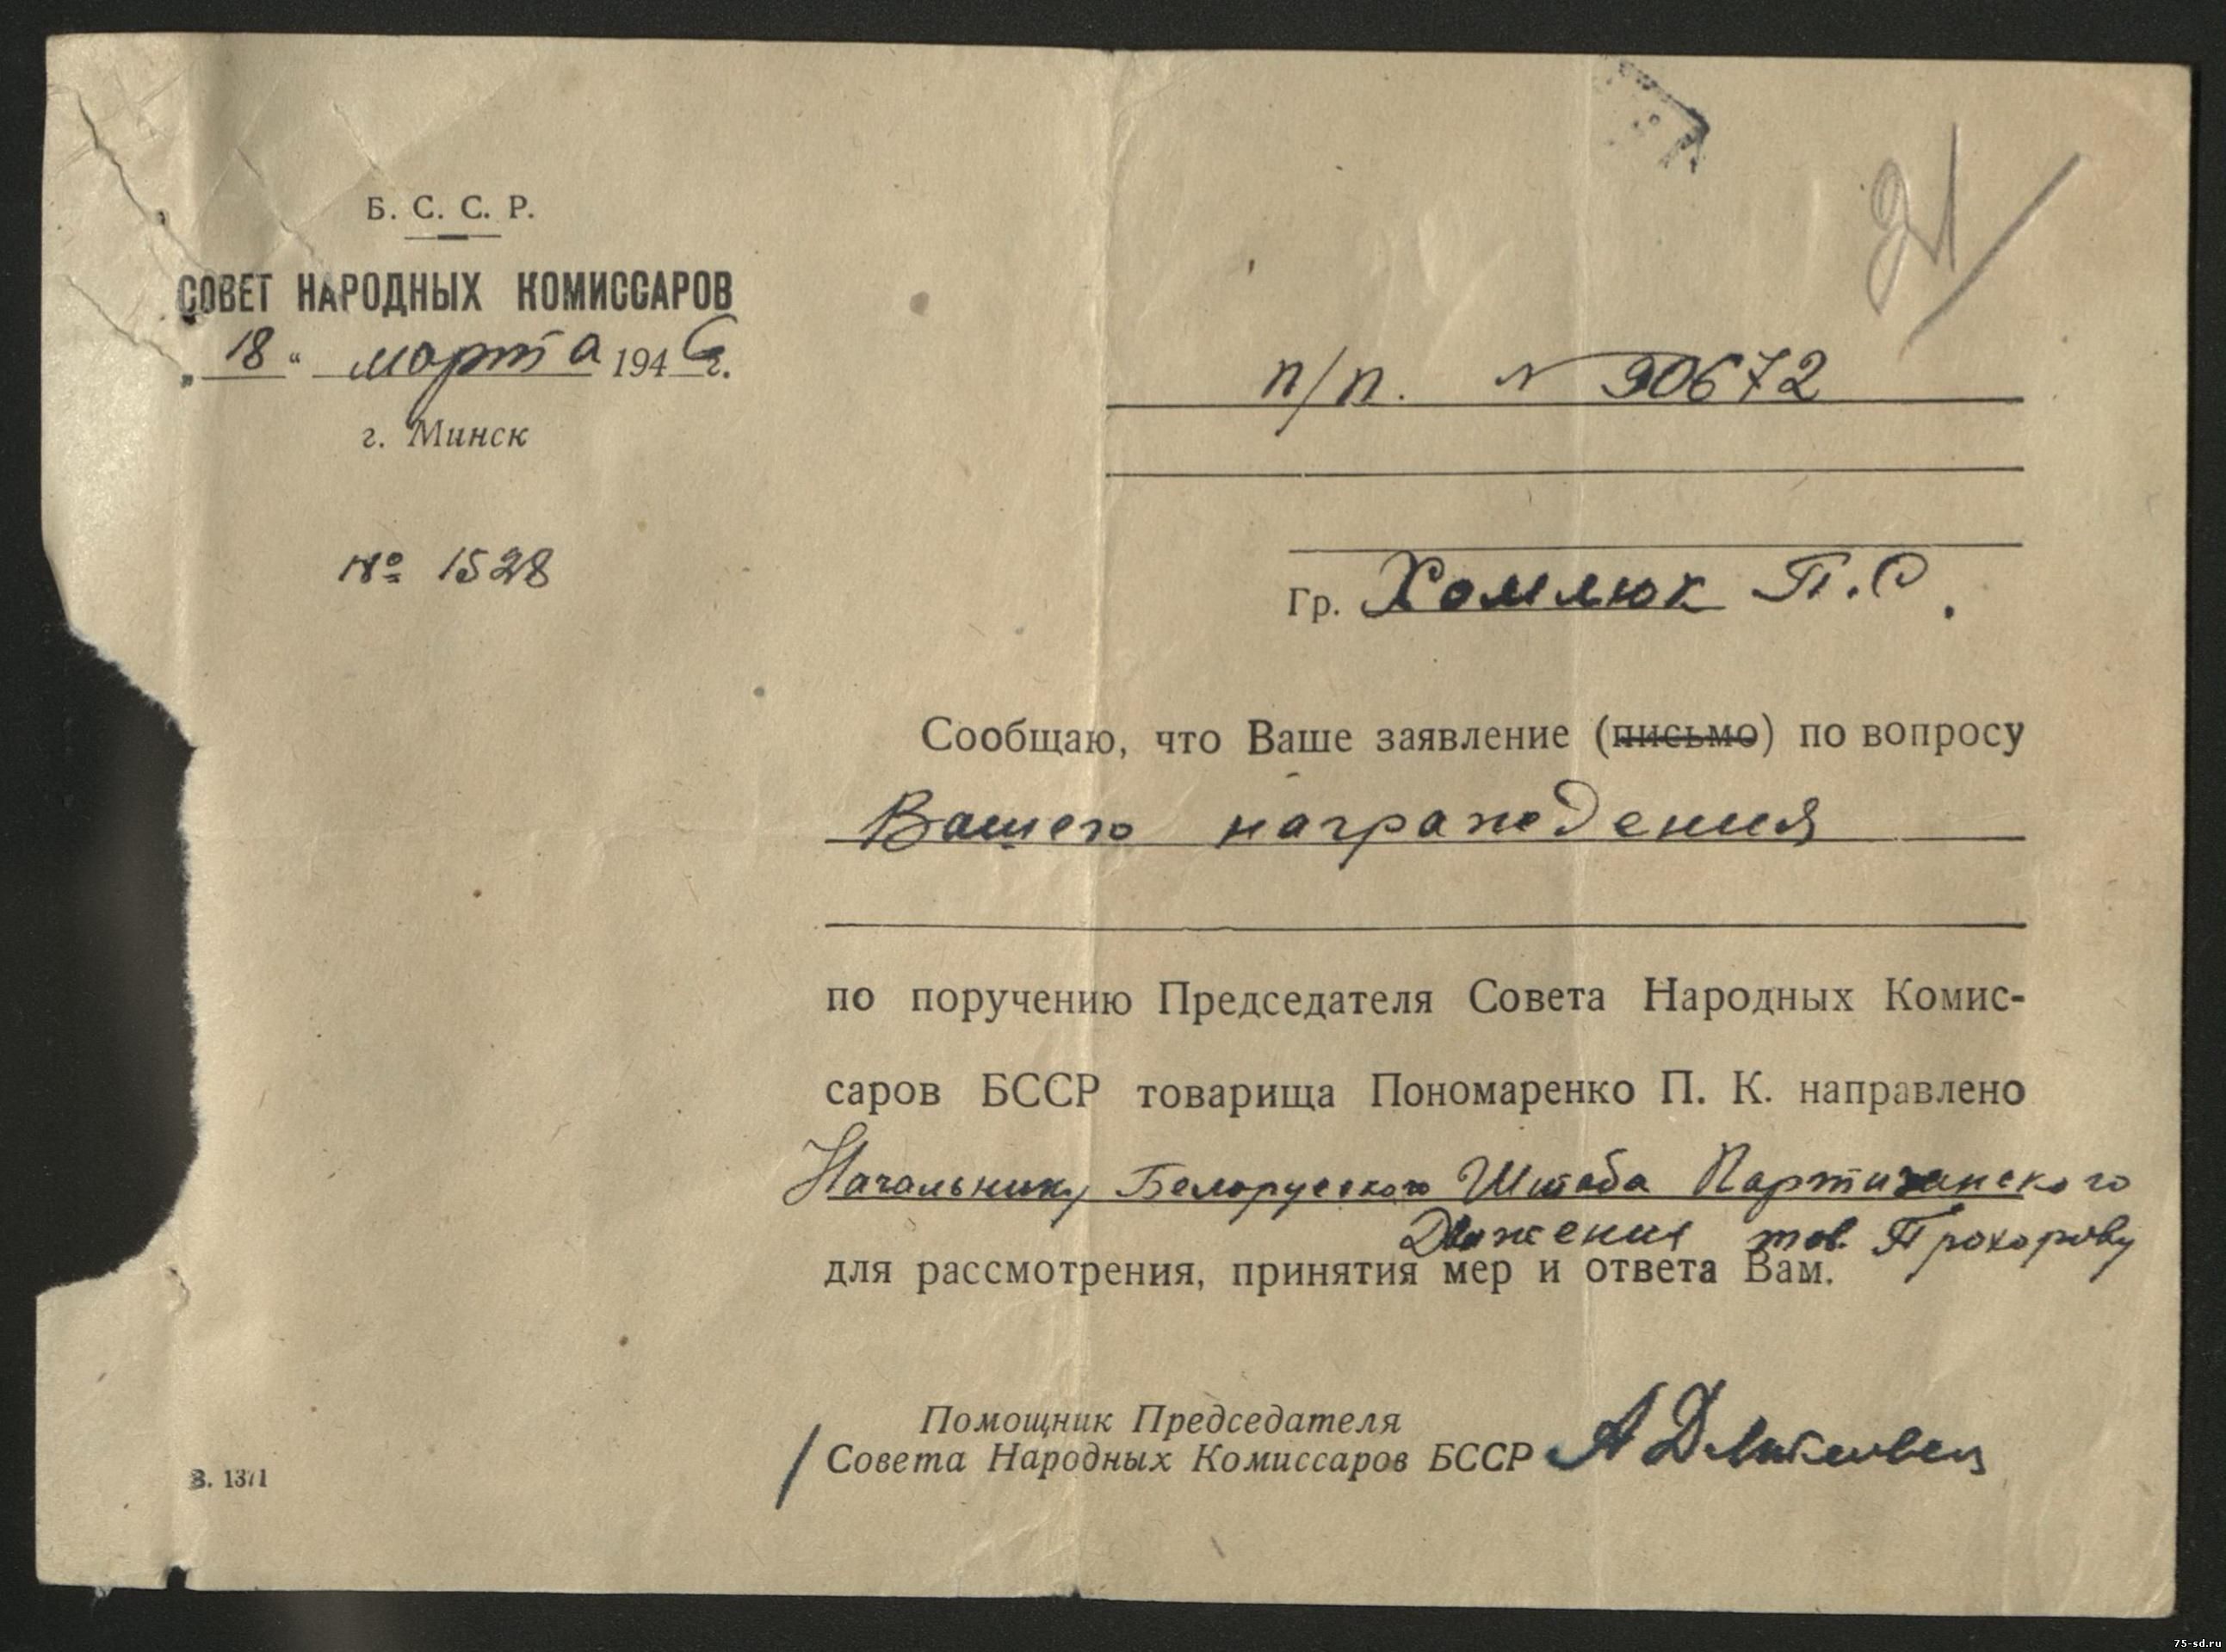 Б. С. С. Р.
СОВЕТ НАРОДНЫХ КОМИССАРОВ
„ 18 “ марта 1946 г.
г. Минск
№ 1528
21/
п/п. № 90672
Гр. Хомлюк П.С.
Сообщаю, что Ваше заявление (письмо) по вопросу
Вашего награждения
по поручению Председателя Совета Народных Комис-
саров БССР товарища Пономаренко П. К. направлено
Начальнику Белорусского Штаба Партизанского
Движения тов. Прохорову
для рассмотрения, принятия мер и ответа Вам.
Помощник Председателя
Совета Народных Комиссаров БССР
В. 1371
75-sd.ru